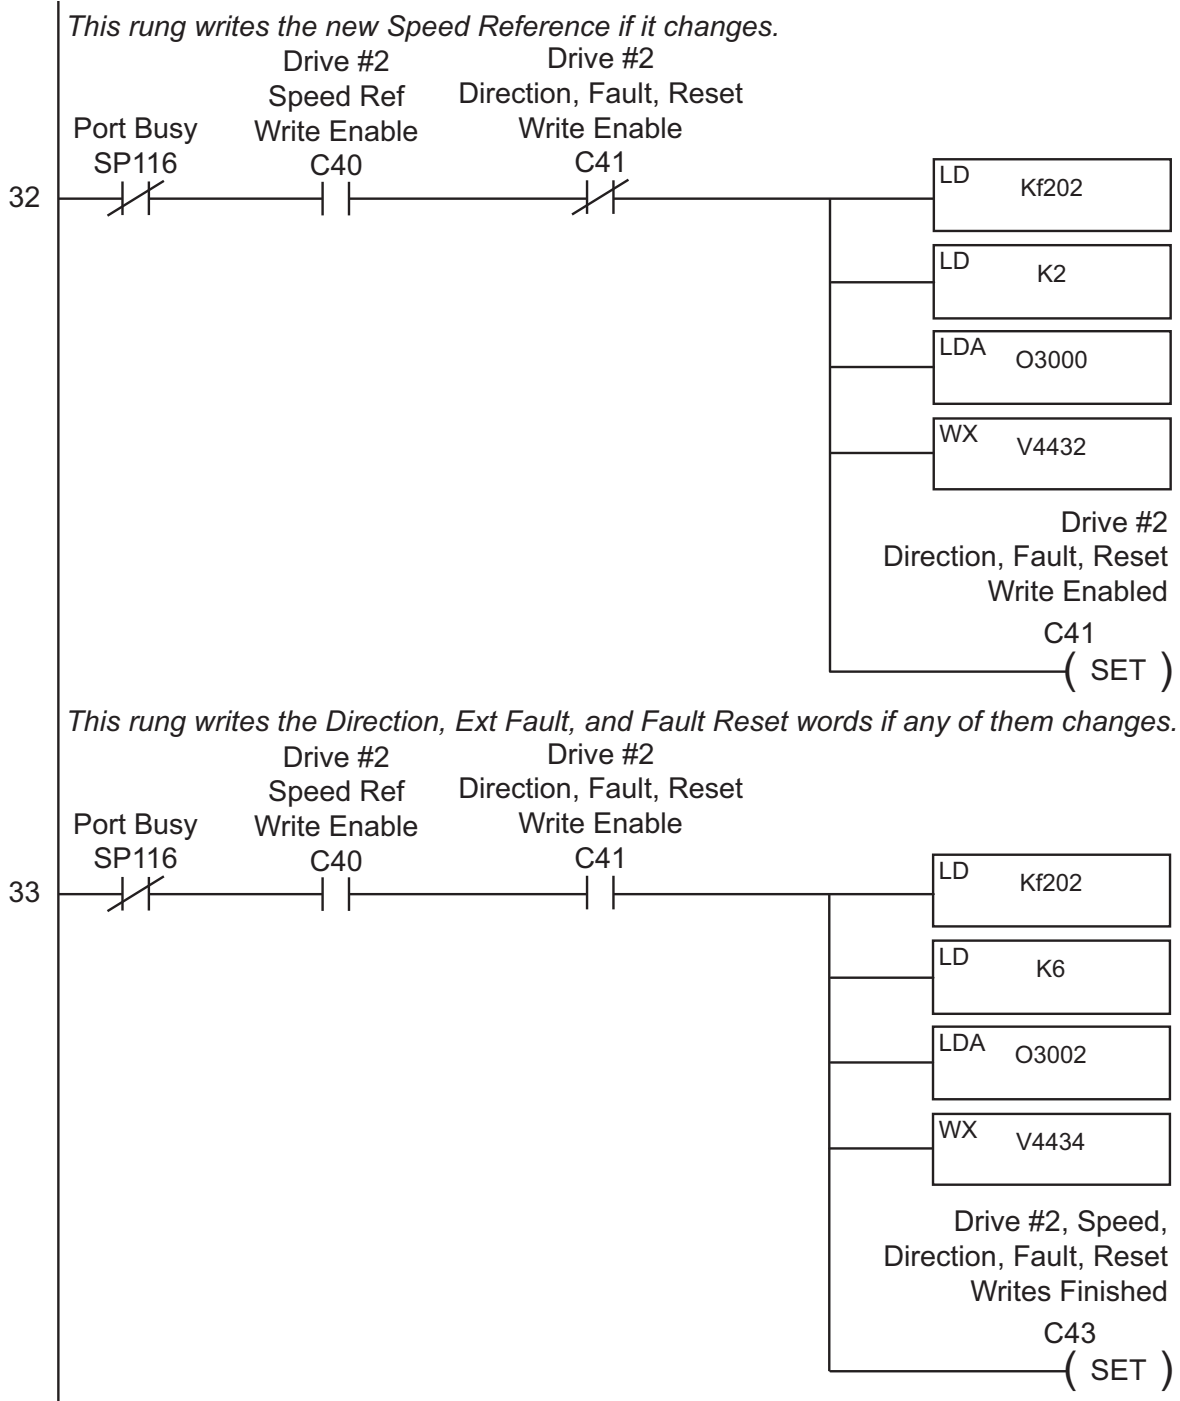 This rung writes the new Speed Reference if it changes.
Drive #2
Speed Ref
Write Enable
C40
Drive #2
Direction, Fault, Reset
Write Enable
C41
Port Busy
SP116
32
LD
Kf202
LD
K2
LDA
O3000
WX
V4432
Drive #2
Direction, Fault, Reset
Write Enabled
C41
( SET )
This rung writes the Direction, Ext Fault, and Fault Reset words if any of them changes.
Drive #2
Speed Ref
Write Enable
C40
Drive #2
Direction, Fault, Reset
Write Enable
C41
Port Busy
SP116
33
LD
Kf202
LD
K6
LDA
O3002
WX
V4434
Drive #2, Speed,
Direction, Fault, Reset
Writes Finished
C43
( SET )